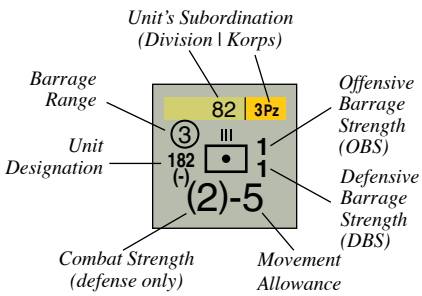 Unit's Subordination
(Division | Korps)
Barrage
Range
Offensive
Barrage
Strength
(OBS)
82 3Pz
3
III
1
Unit
Designation
182
(-)
1
Defensive
Barrage
Strength
(DBS)
(2)-5
Combat Strength
(defense only)
Movement
Allowance